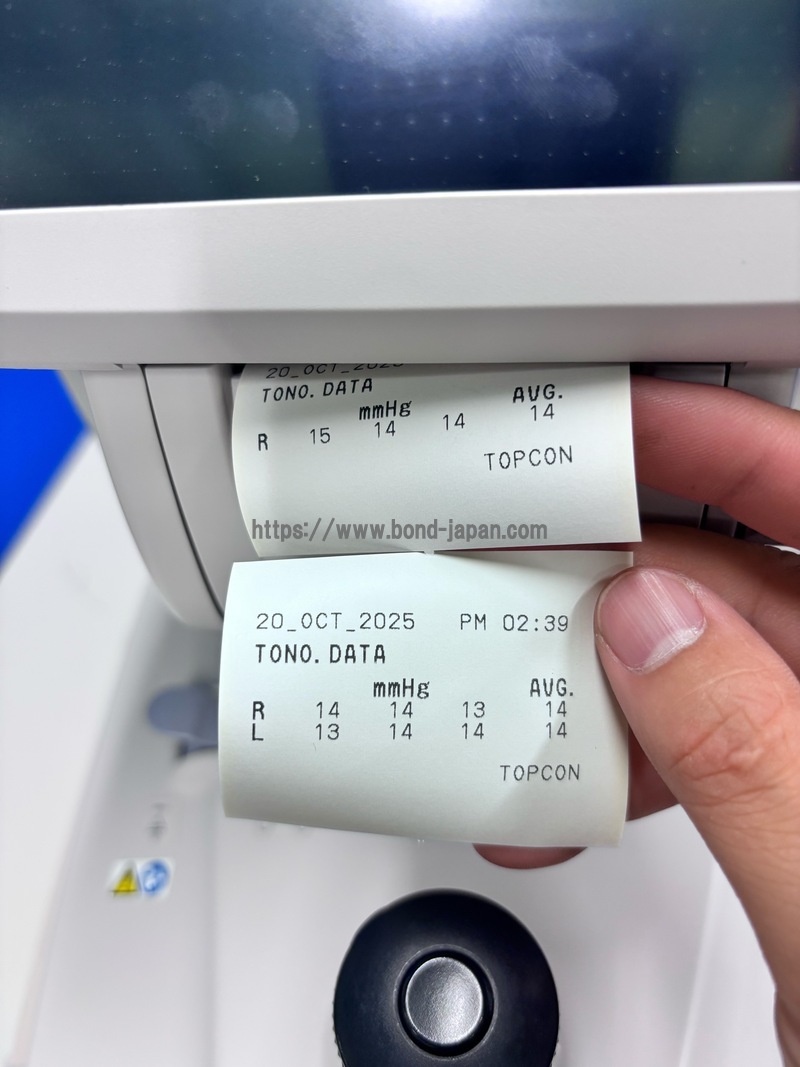 20_OCT_2025
TONO. DATA
mmHg AVG.
R 15 14 14 14
TOPCON
https://www.bond-japan.com
20_OCT_2025 PM 02:39
TONO. DATA
mmHg AVG.
R 14 14 13 14
L 13 14 14 14
TOPCON